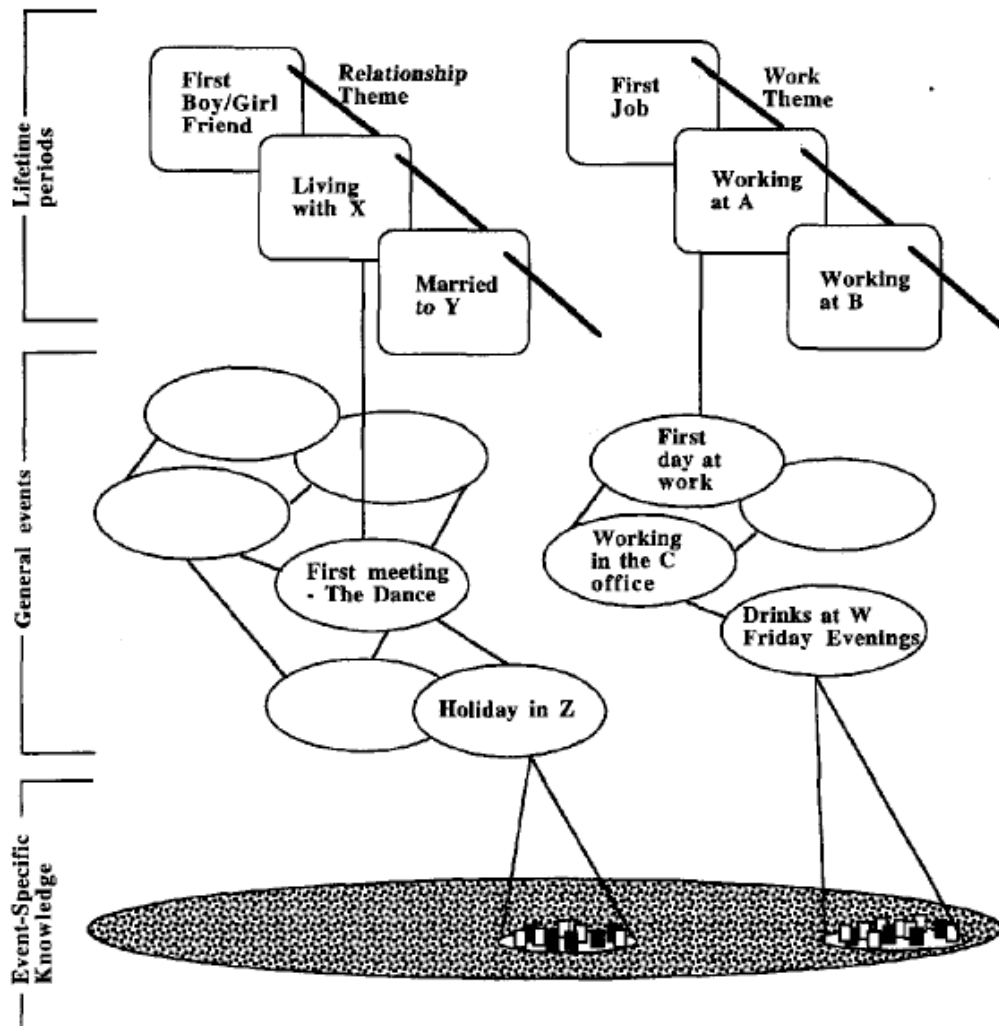 Lifetime
periods
First
Boy/Girl
Friend
Relationship
Theme
Living
with X
Married
to Y
First
Job
Work
Theme
Working
at A
Working
at B
General events
First meeting
- The Dance
Holiday in Z
First
day at
work
Working
in the C
office
Drinks at W
Friday Evenings
Event-Specific
Knowledge